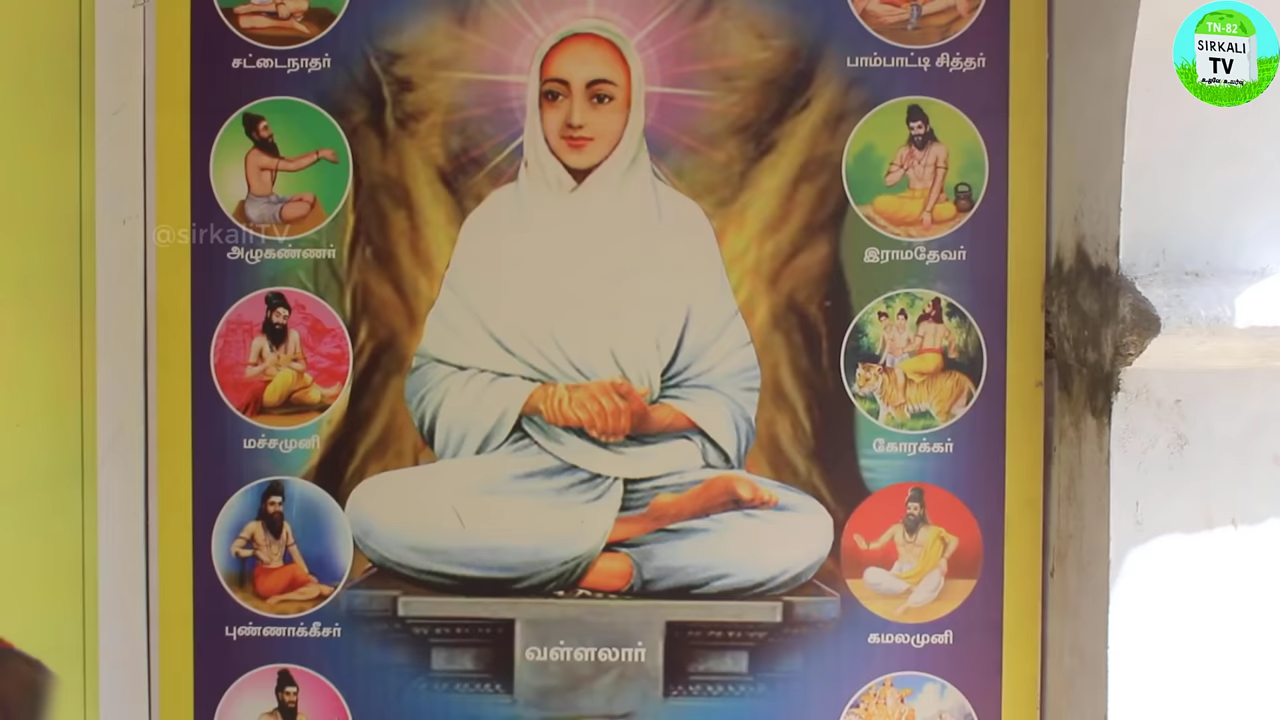 சட்டைநாதர்
பாம்பாட்டி சித்தர்
TN-82
SIRKALI
TV
@sirkaliTV
அழுகண்ணர்
இராமதேவர்
மச்சமுனி
கோரக்கர்
புண்ணாக்கீசர்
கமலமுனி
வள்ளலார்